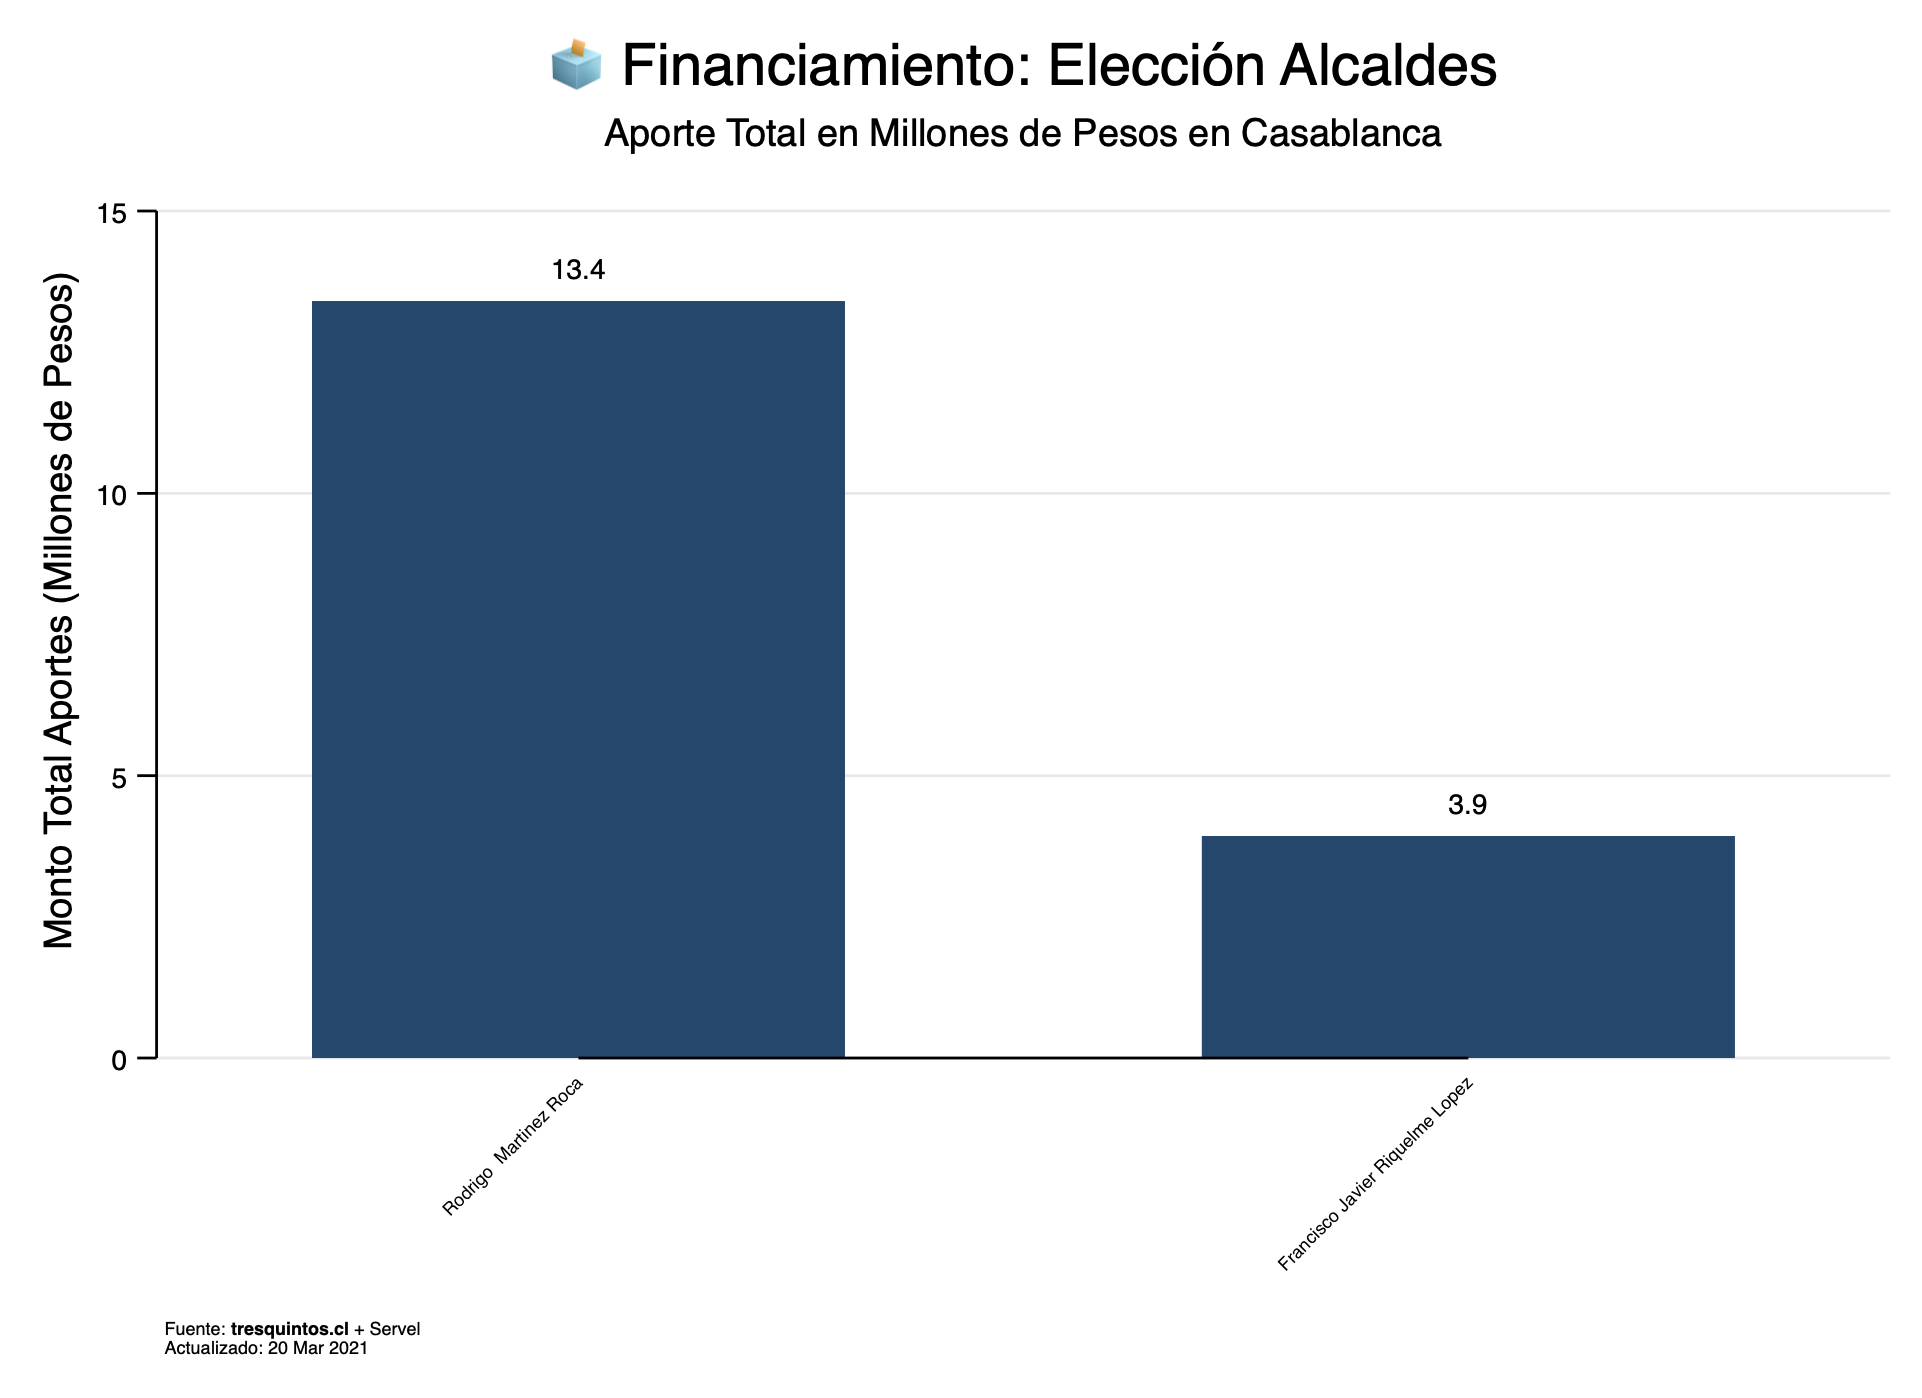 Financiamiento: Elección Alcaldes
Aporte Total en Millones de Pesos en Casablanca
Monto Total Aportes (Millones de Pesos)
15
10
5
0
13.4
3.9
Rodrigo  Martinez Roca
Francisco Javier Riquelme Lopez
Fuente: tresquintos.cl + Servel
Actualizado: 20 Mar 2021